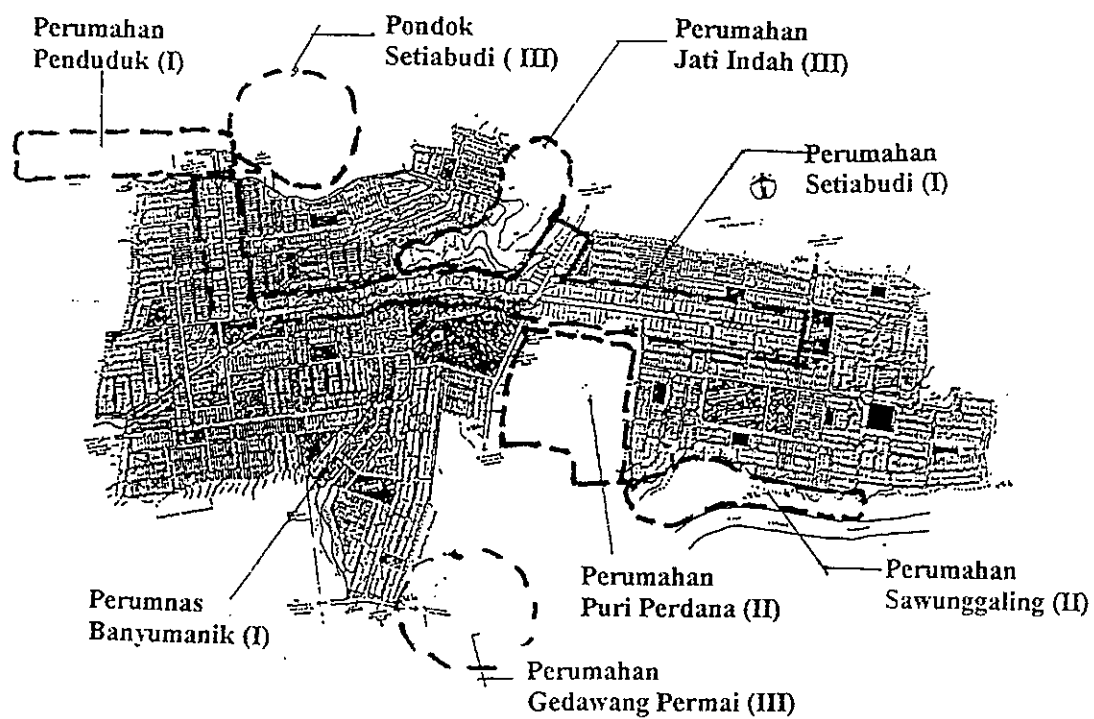 Perumahan
Penduduk (I)
Pondok
Setiabudi ( III)
Perumahan
Jati Indah (III)
Perumahan
Setiabudi (I)
Perumnas
Banyumanik (I)
Perumahan
Puri Perdana (II)
Perumahan
Sawunggaling (II)
Perumahan
Gedawang Permai (III)